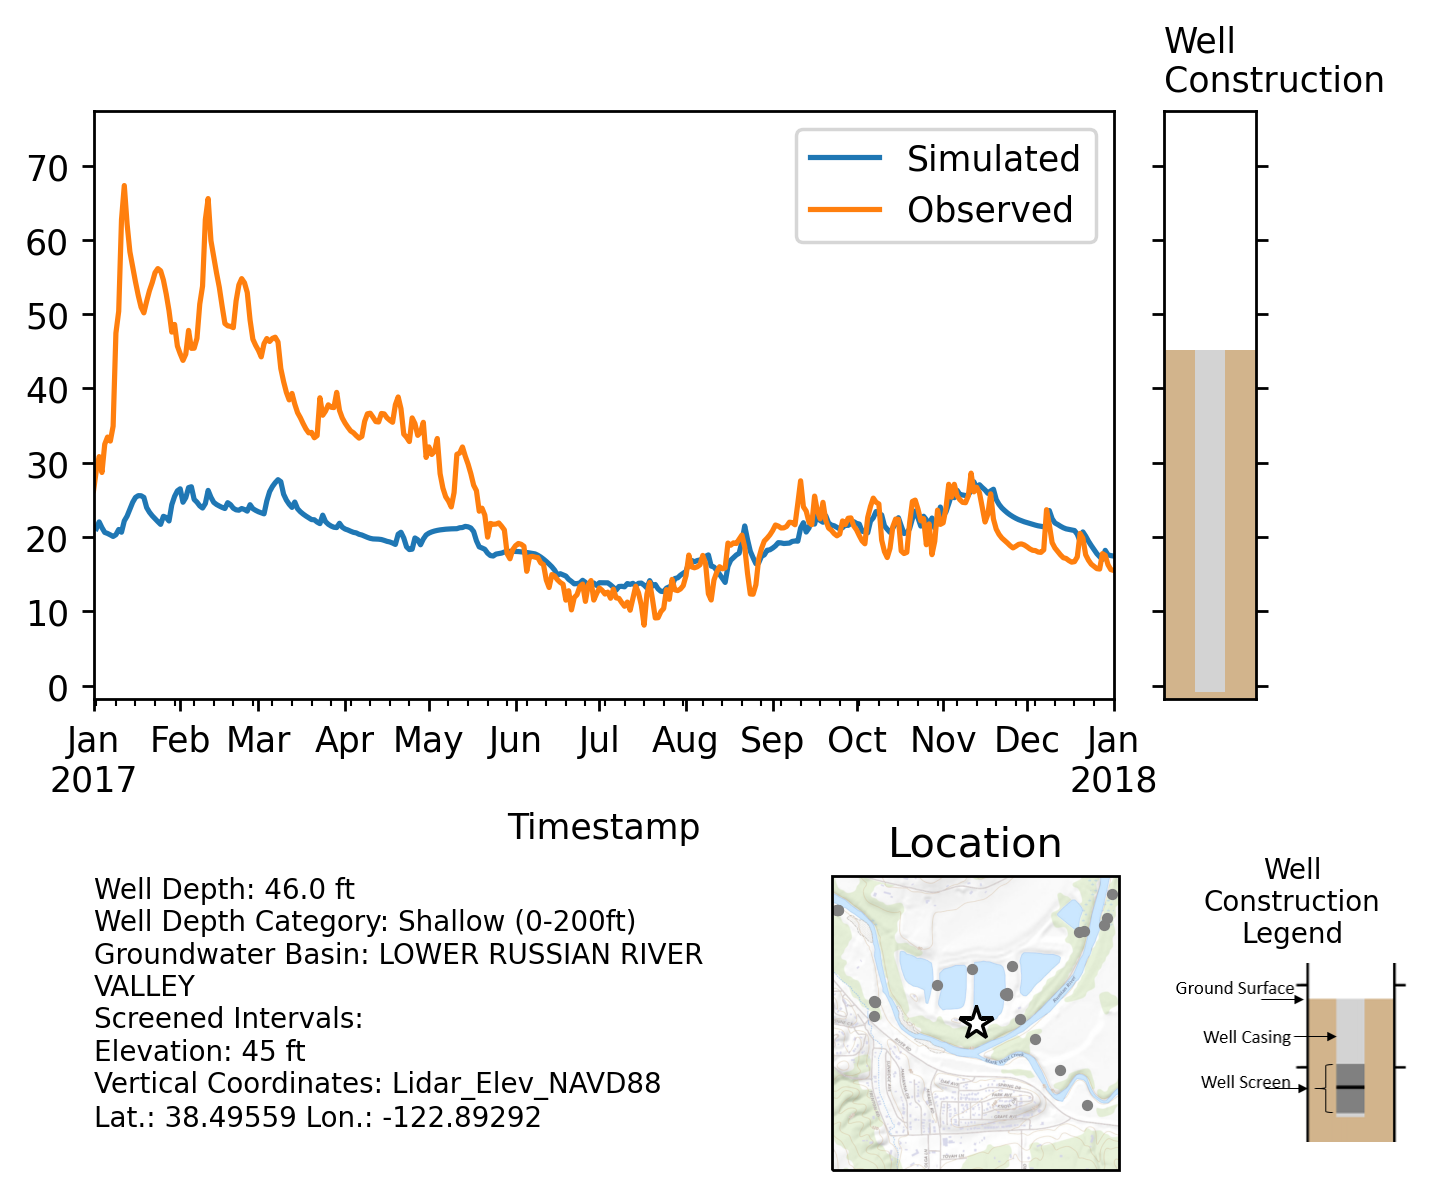 Well
Construction
Simulated
Observed
70
60
50
40
30
20
10
0
Jan Feb Mar Apr May Jun Jul Aug Sep Oct Nov Dec Jan
2017 2018
Timestamp
Well Depth: 46.0 ft
Well Depth Category: Shallow (0-200ft)
Groundwater Basin: LOWER RUSSIAN RIVER
VALLEY
Screened Intervals:
Elevation: 45 ft
Vertical Coordinates: Lidar_Elev_NAVD88
Lat.: 38.49559 Lon.: -122.89292
Location
Well
Construction
Legend
Ground Surface
Well Casing
Well Screen